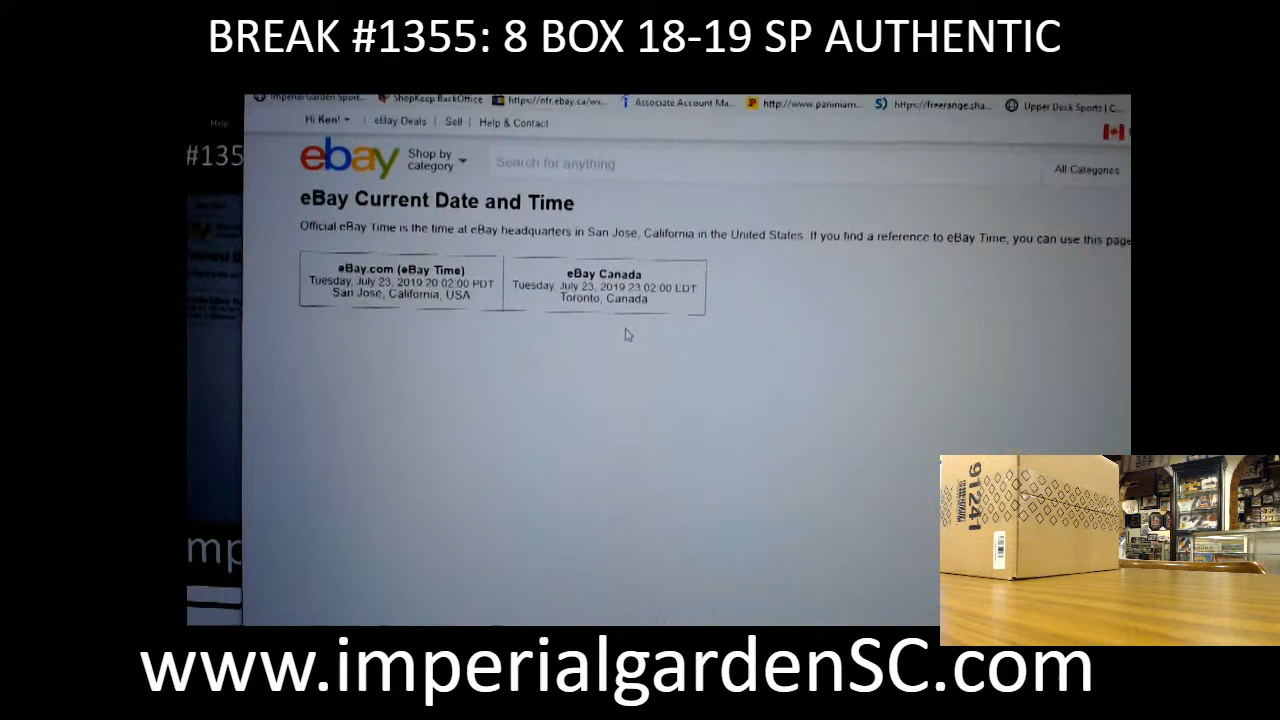 BREAK #1355: 8 BOX 18-19 SP AUTHENTIC
Imperial Garden Sport... ShopKeep BackOffice https://ofr.ebay.ca/ws... Associate Account Ma... http://www.paniniam... https://freerange.sha... Upper Deck Sports | C...
Help
Hi Ken! | eBay Deals | Sell | Help & Contact
#135
ebay Shop by category Search for anything All Categories
eBay Current Date and Time
Official eBay Time is the time at eBay headquarters in San Jose, California in the United States. If you find a reference to eBay Time, you can use this page
eBay.com (eBay Time)
Tuesday, July 23, 2019 20:02:00 PDT
San Jose, California, USA
eBay Canada
Tuesday, July 23, 2019 23:02:00 EDT
Toronto, Canada
91241
mp
www.imperialgardenSC.com